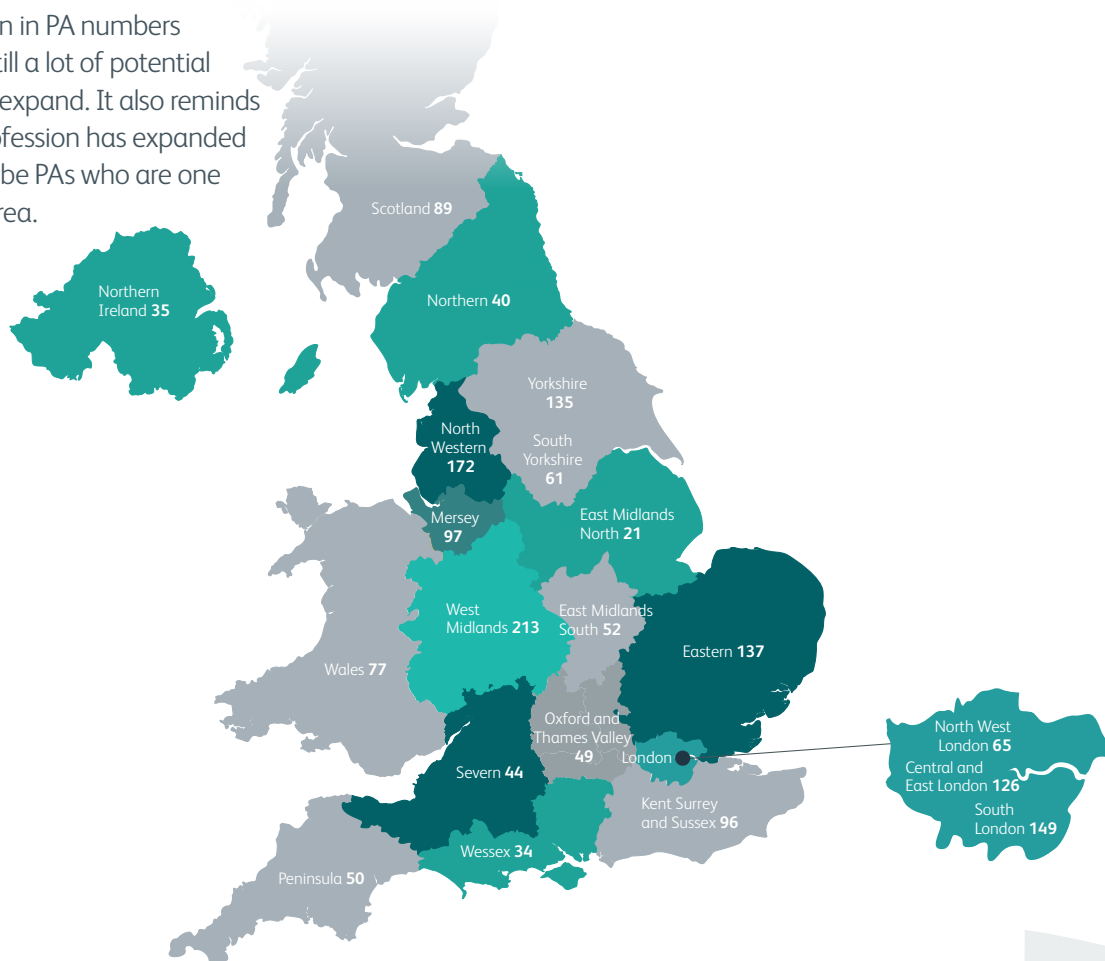 n in PA numbers
till a lot of potential
expand. It also reminds
ofession has expanded
be PAs who are one
rea.
Scotland 89
Northern
Ireland 35
Northern 40
Yorkshire
135
North
Western
172
South
Yorkshire
61
Mersey
97
East Midlands
North 21
West
Midlands 213
East Midlands
South 52
Eastern 137
Wales 77
Oxford and
Thames Valley
49
London
North West
London 65
Central and
East London 126
South
London 149
Severn 44
Kent Surrey
and Sussex 96
Wessex 34
Peninsula 50